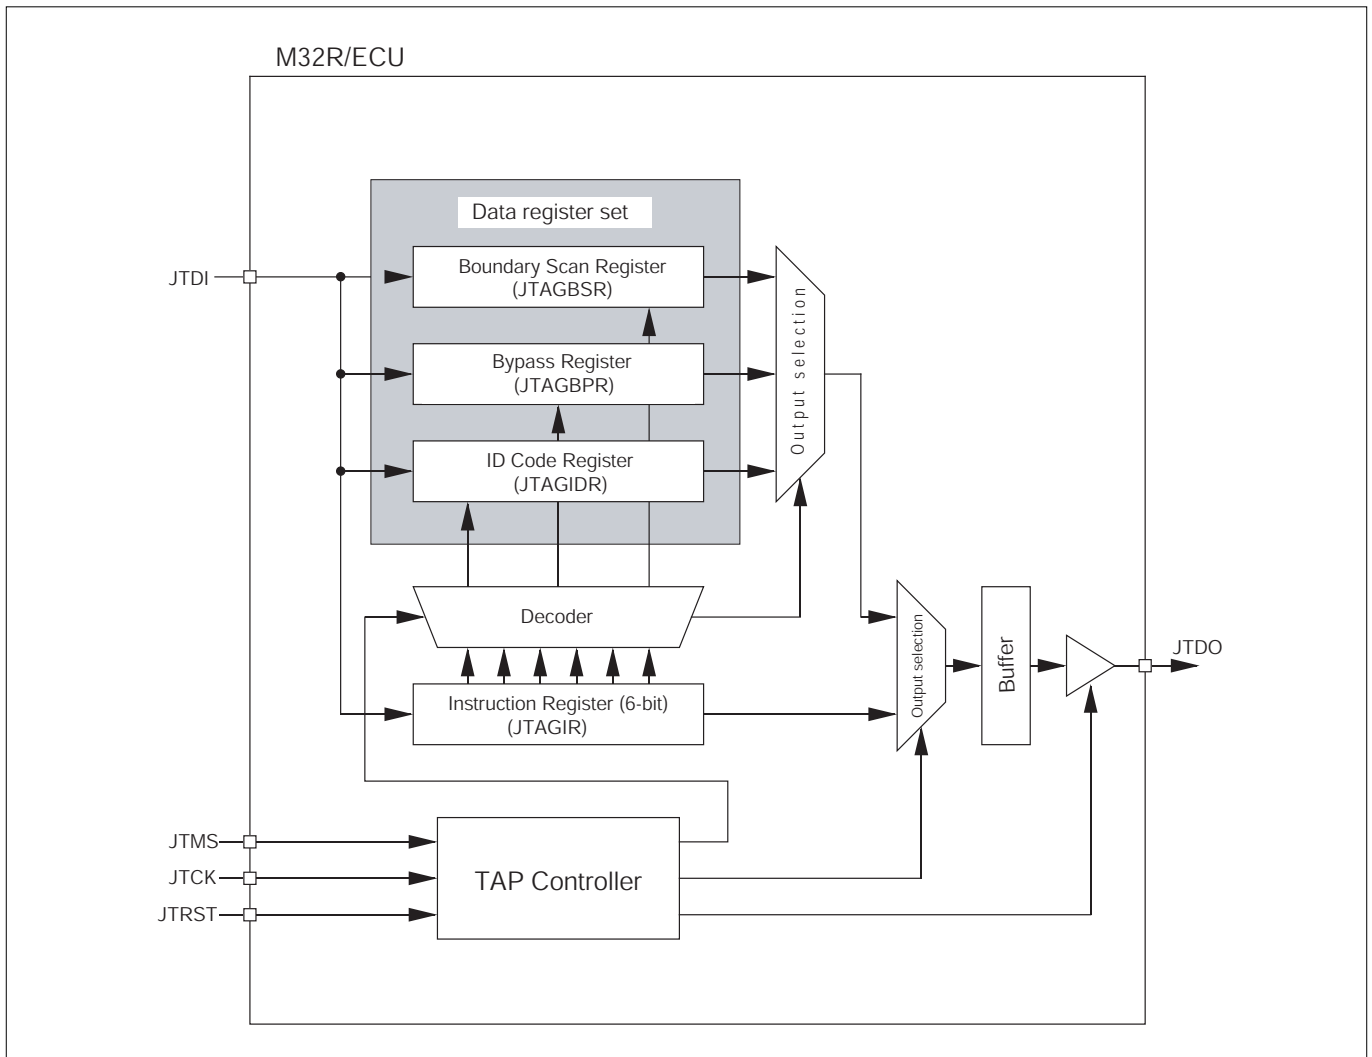 M32R/ECU
Data register set
JTDI
Boundary Scan Register
(JTAGBSR)
Bypass Register
(JTAGBPR)
ID Code Register
(JTAGIDR)
Output selection
Decoder
Instruction Register (6-bit)
(JTAGIR)
Output selection
Buffer
JTDO
JTMS
JTCK
JTRST
TAP Controller